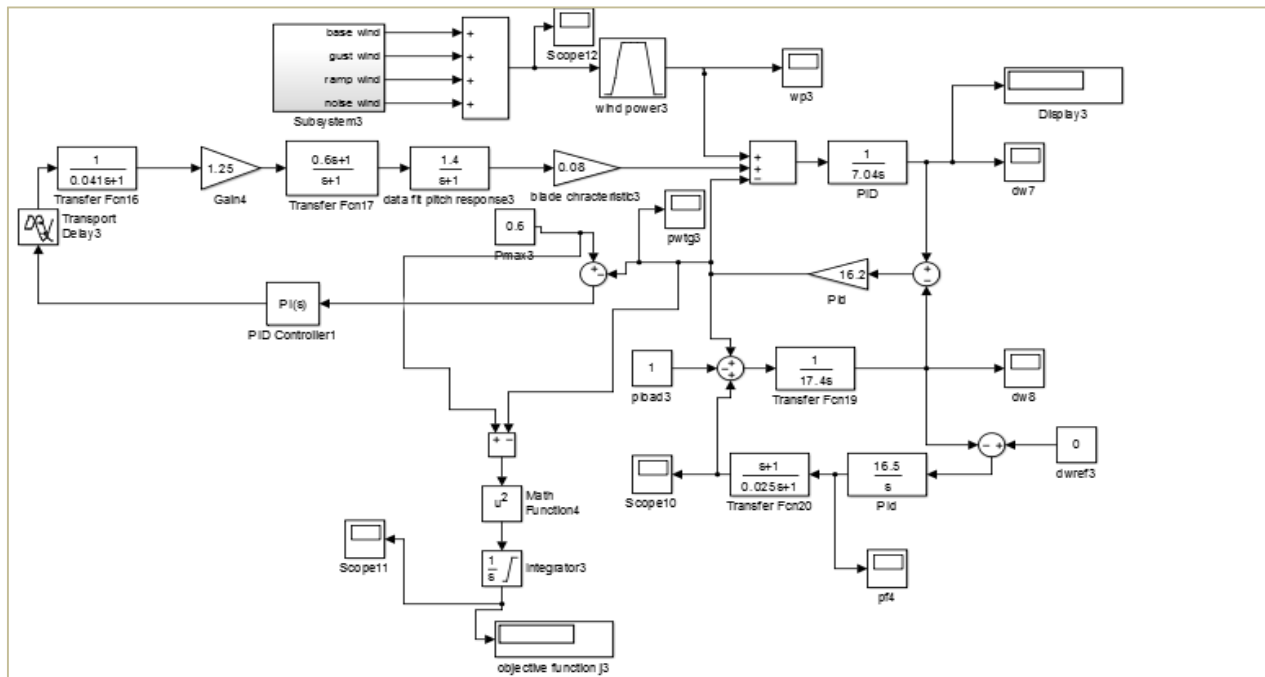 base wind
gust wind
ramp wind
noise wind
Subsystem3
+
+
+
+
Scope12
wind power3
wp3
Display3
1
0.041s+1
Transfer Fcn16
1.25
Gain4
0.6s+1
s+1
Transfer Fcn17
1.4
s+1
data fit pitch response3
0.08
blade chracteristic3
+
+
−
1
7.04s
PID
dw7
Transport
Delay3
0.6
Pmax3
pwtg3
+
−
16.2
Pid
+
−
PI(s)
PID Controller1
1
pload3
−
+
+
1
17.4s
Transfer Fcn19
dw8
+ −
Scope10
s+1
0.025s+1
Transfer Fcn20
16.5
s
Pid
− +
0
dwref3
u2
Math
Function4
Scope11
1
s
Integrator3
pf4
objective function j3